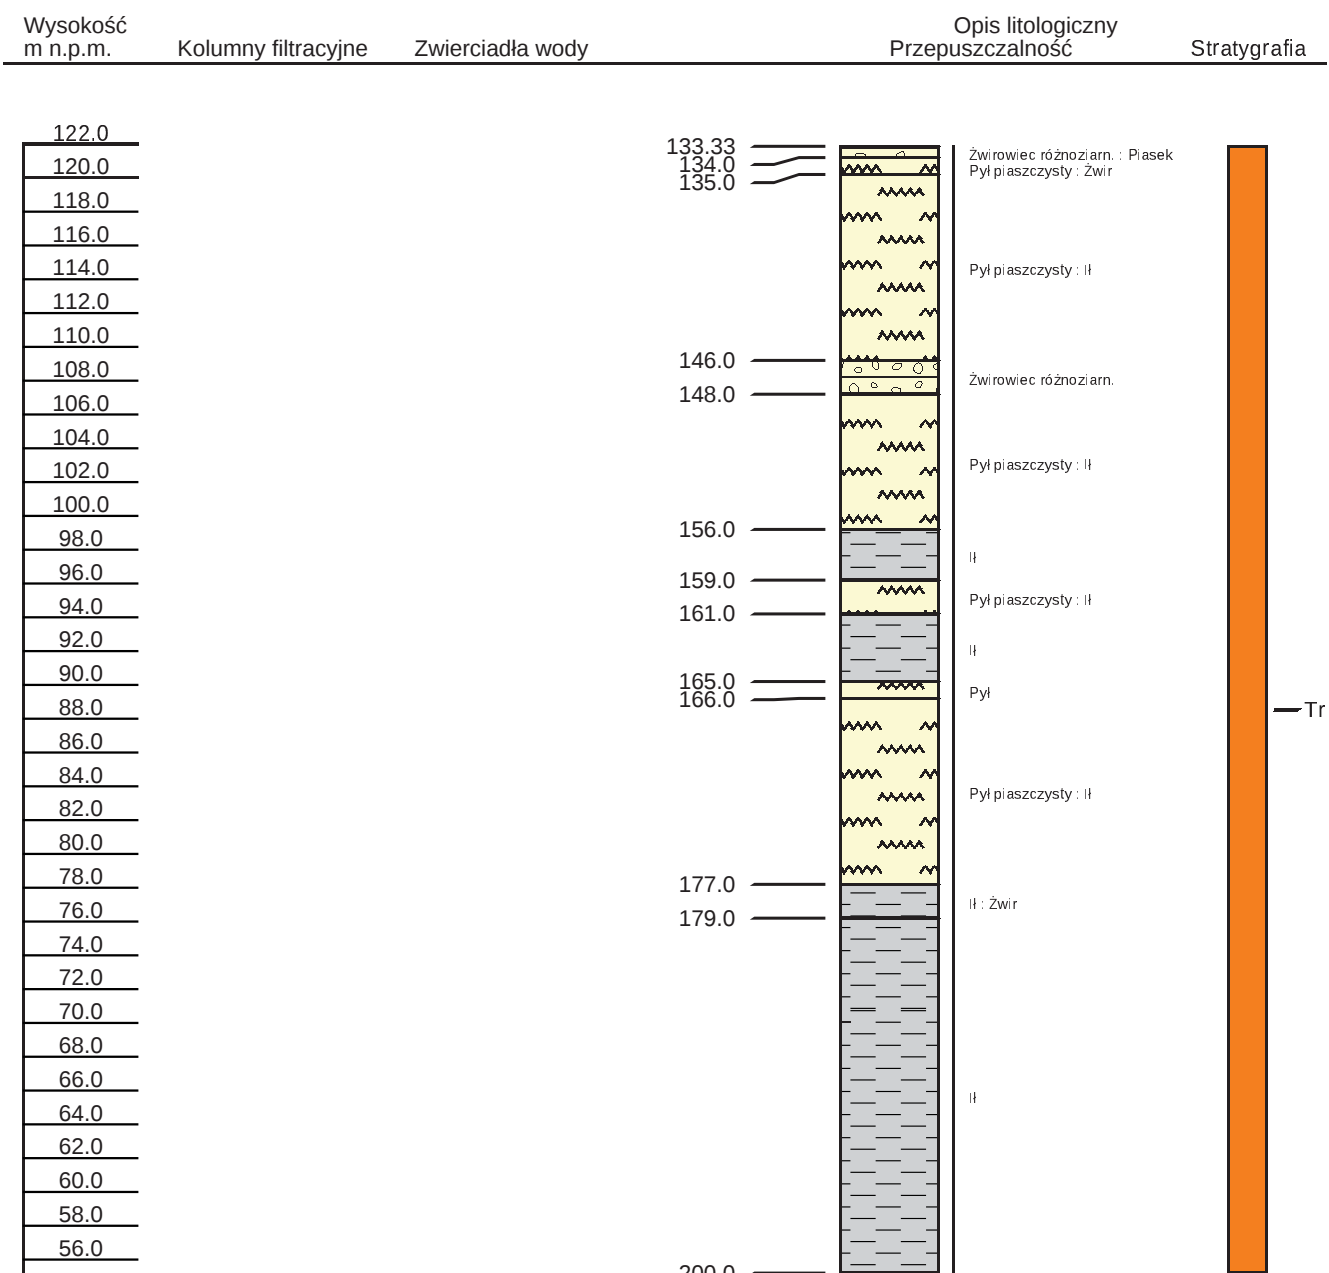 Wysokość
m n.p.m.
Kolumny filtracyjne
Zwierciadła wody
Opis litologiczny
Przepuszczalność
Stratygrafia
122.0
133.33
Żwirowiec różnoziarn. : Piasek
134.0
120.0
Pył piaszczysty : Żwir
135.0
118.0
116.0
114.0
Pył piaszczysty : Ił
112.0
110.0
146.0
108.0
Żwirowiec różnoziarn.
148.0
106.0
104.0
Pył piaszczysty : Ił
102.0
100.0
156.0
98.0
Ił
96.0
159.0
Pył piaszczysty : Ił
94.0
161.0
92.0
Ił
90.0
165.0
Pył
166.0
88.0
Tr
86.0
84.0
Pył piaszczysty : Ił
82.0
80.0
78.0
177.0
Ił : Żwir
76.0
179.0
74.0
72.0
70.0
68.0
66.0
Ił
64.0
62.0
60.0
58.0
56.0
200.0